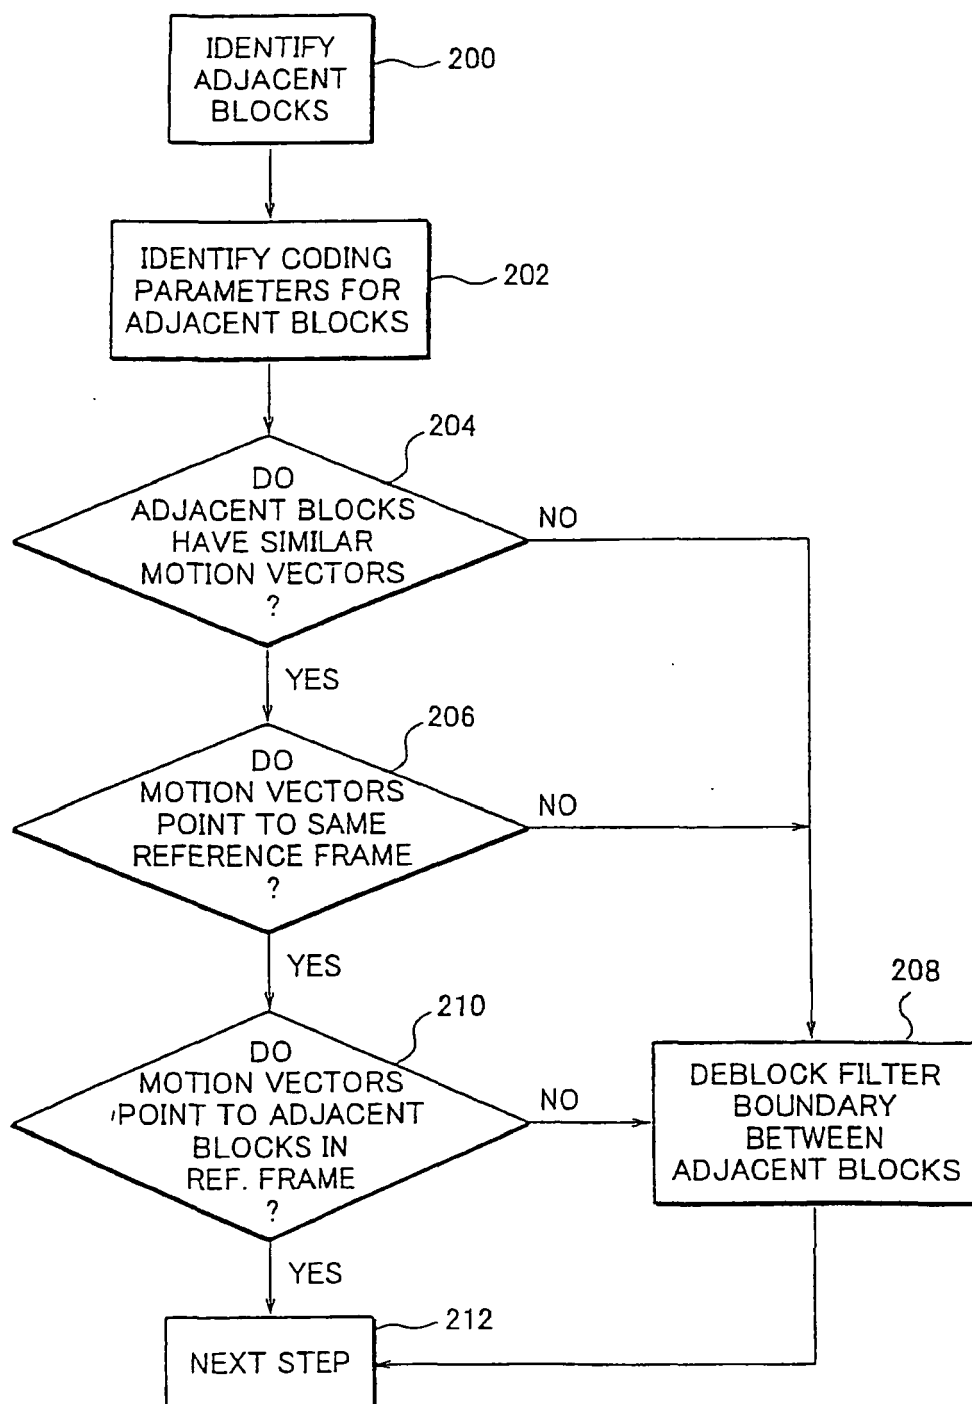 IDENTIFY
ADJACENT
BLOCKS
200
IDENTIFY CODING
PARAMETERS FOR
ADJACENT BLOCKS
202
204
DO
ADJACENT BLOCKS
HAVE SIMILAR
MOTION VECTORS
?
NO
YES
206
DO
MOTION VECTORS
POINT TO SAME
REFERENCE FRAME
?
NO
YES
210
DO
MOTION VECTORS
POINT TO ADJACENT
BLOCKS IN
REF. FRAME
?
NO
YES
208
DEBLOCK FILTER
BOUNDARY
BETWEEN
ADJACENT BLOCKS
212
NEXT STEP